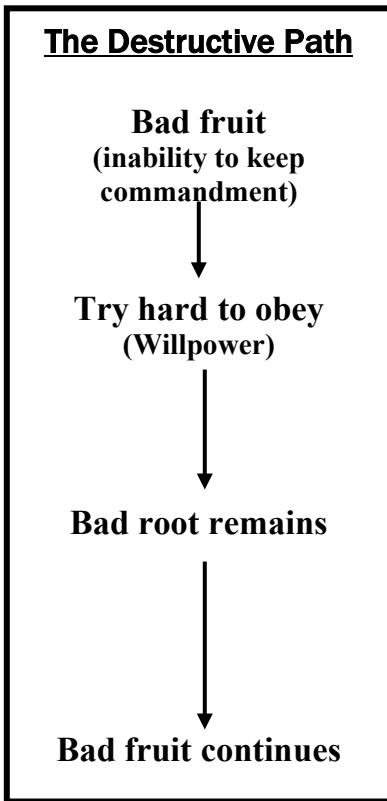 The Destructive Path
Bad fruit
(inability to keep
commandment)
Try hard to obey
(Willpower)
Bad root remains
Bad fruit continues